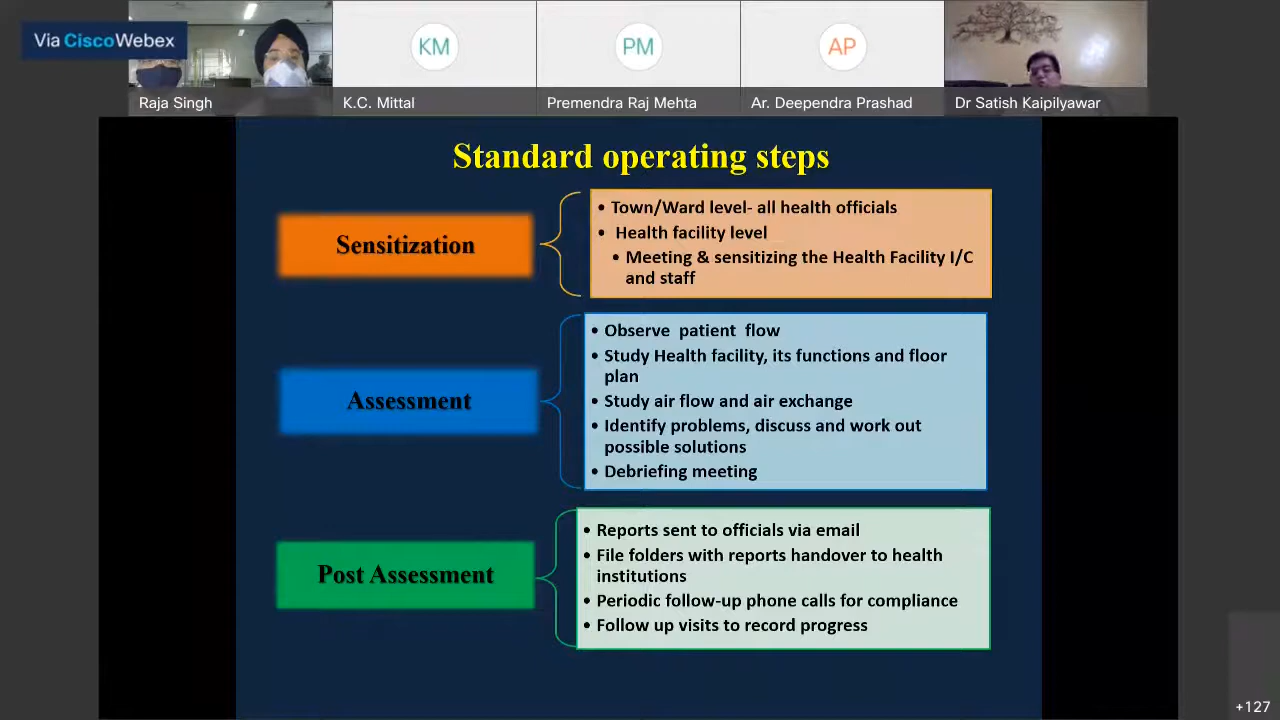 Via CiscoWebex
KM
PM
AP
Raja Singh
K.C. Mittal
Premendra Raj Mehta
Ar. Deependra Prashad
Dr Satish Kaipilyawar
Standard operating steps
Sensitization
• Town/Ward level- all health officials
• Health facility level
• Meeting & sensitizing the Health Facility I/C
and staff
Assessment
• Observe patient flow
• Study Health facility, its functions and floor
plan
• Study air flow and air exchange
• Identify problems, discuss and work out
possible solutions
• Debriefing meeting
Post Assessment
• Reports sent to officials via email
• File folders with reports handover to health
institutions
• Periodic follow-up phone calls for compliance
• Follow up visits to record progress
+127